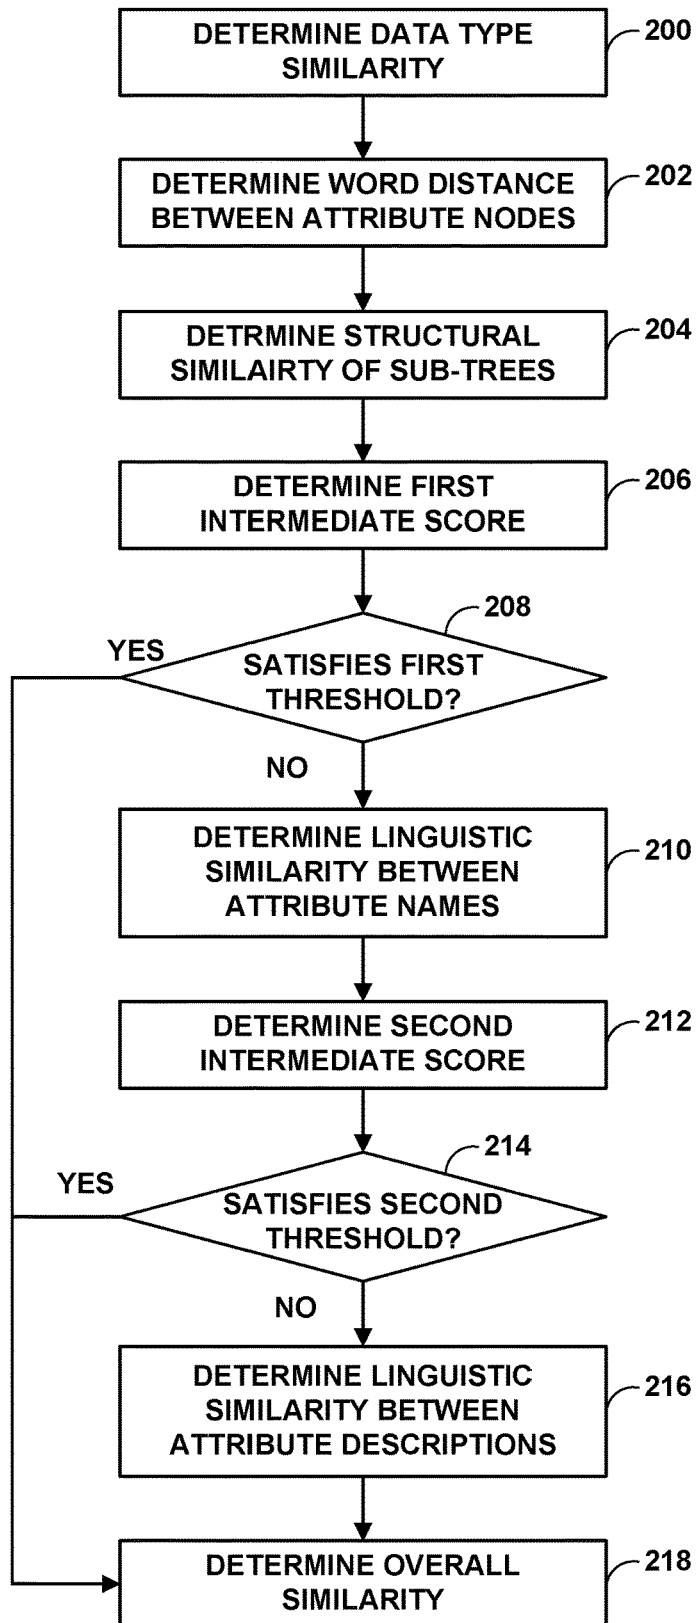 DETERMINE DATA TYPE
SIMILARITY
200
DETERMINE WORD DISTANCE
BETWEEN ATTRIBUTE NODES
202
DETRMINE STRUCTURAL
SIMILAIRTY OF SUB-TREES
204
DETERMINE FIRST
INTERMEDIATE SCORE
206
208
YES
SATISFIES FIRST
THRESHOLD?
NO
DETERMINE LINGUISTIC
SIMILARITY BETWEEN
ATTRIBUTE NAMES
210
DETERMINE SECOND
INTERMEDIATE SCORE
212
214
YES
SATISFIES SECOND
THRESHOLD?
NO
DETERMINE LINGUISTIC
SIMILARITY BETWEEN
ATTRIBUTE DESCRIPTIONS
216
DETERMINE OVERALL
SIMILARITY
218